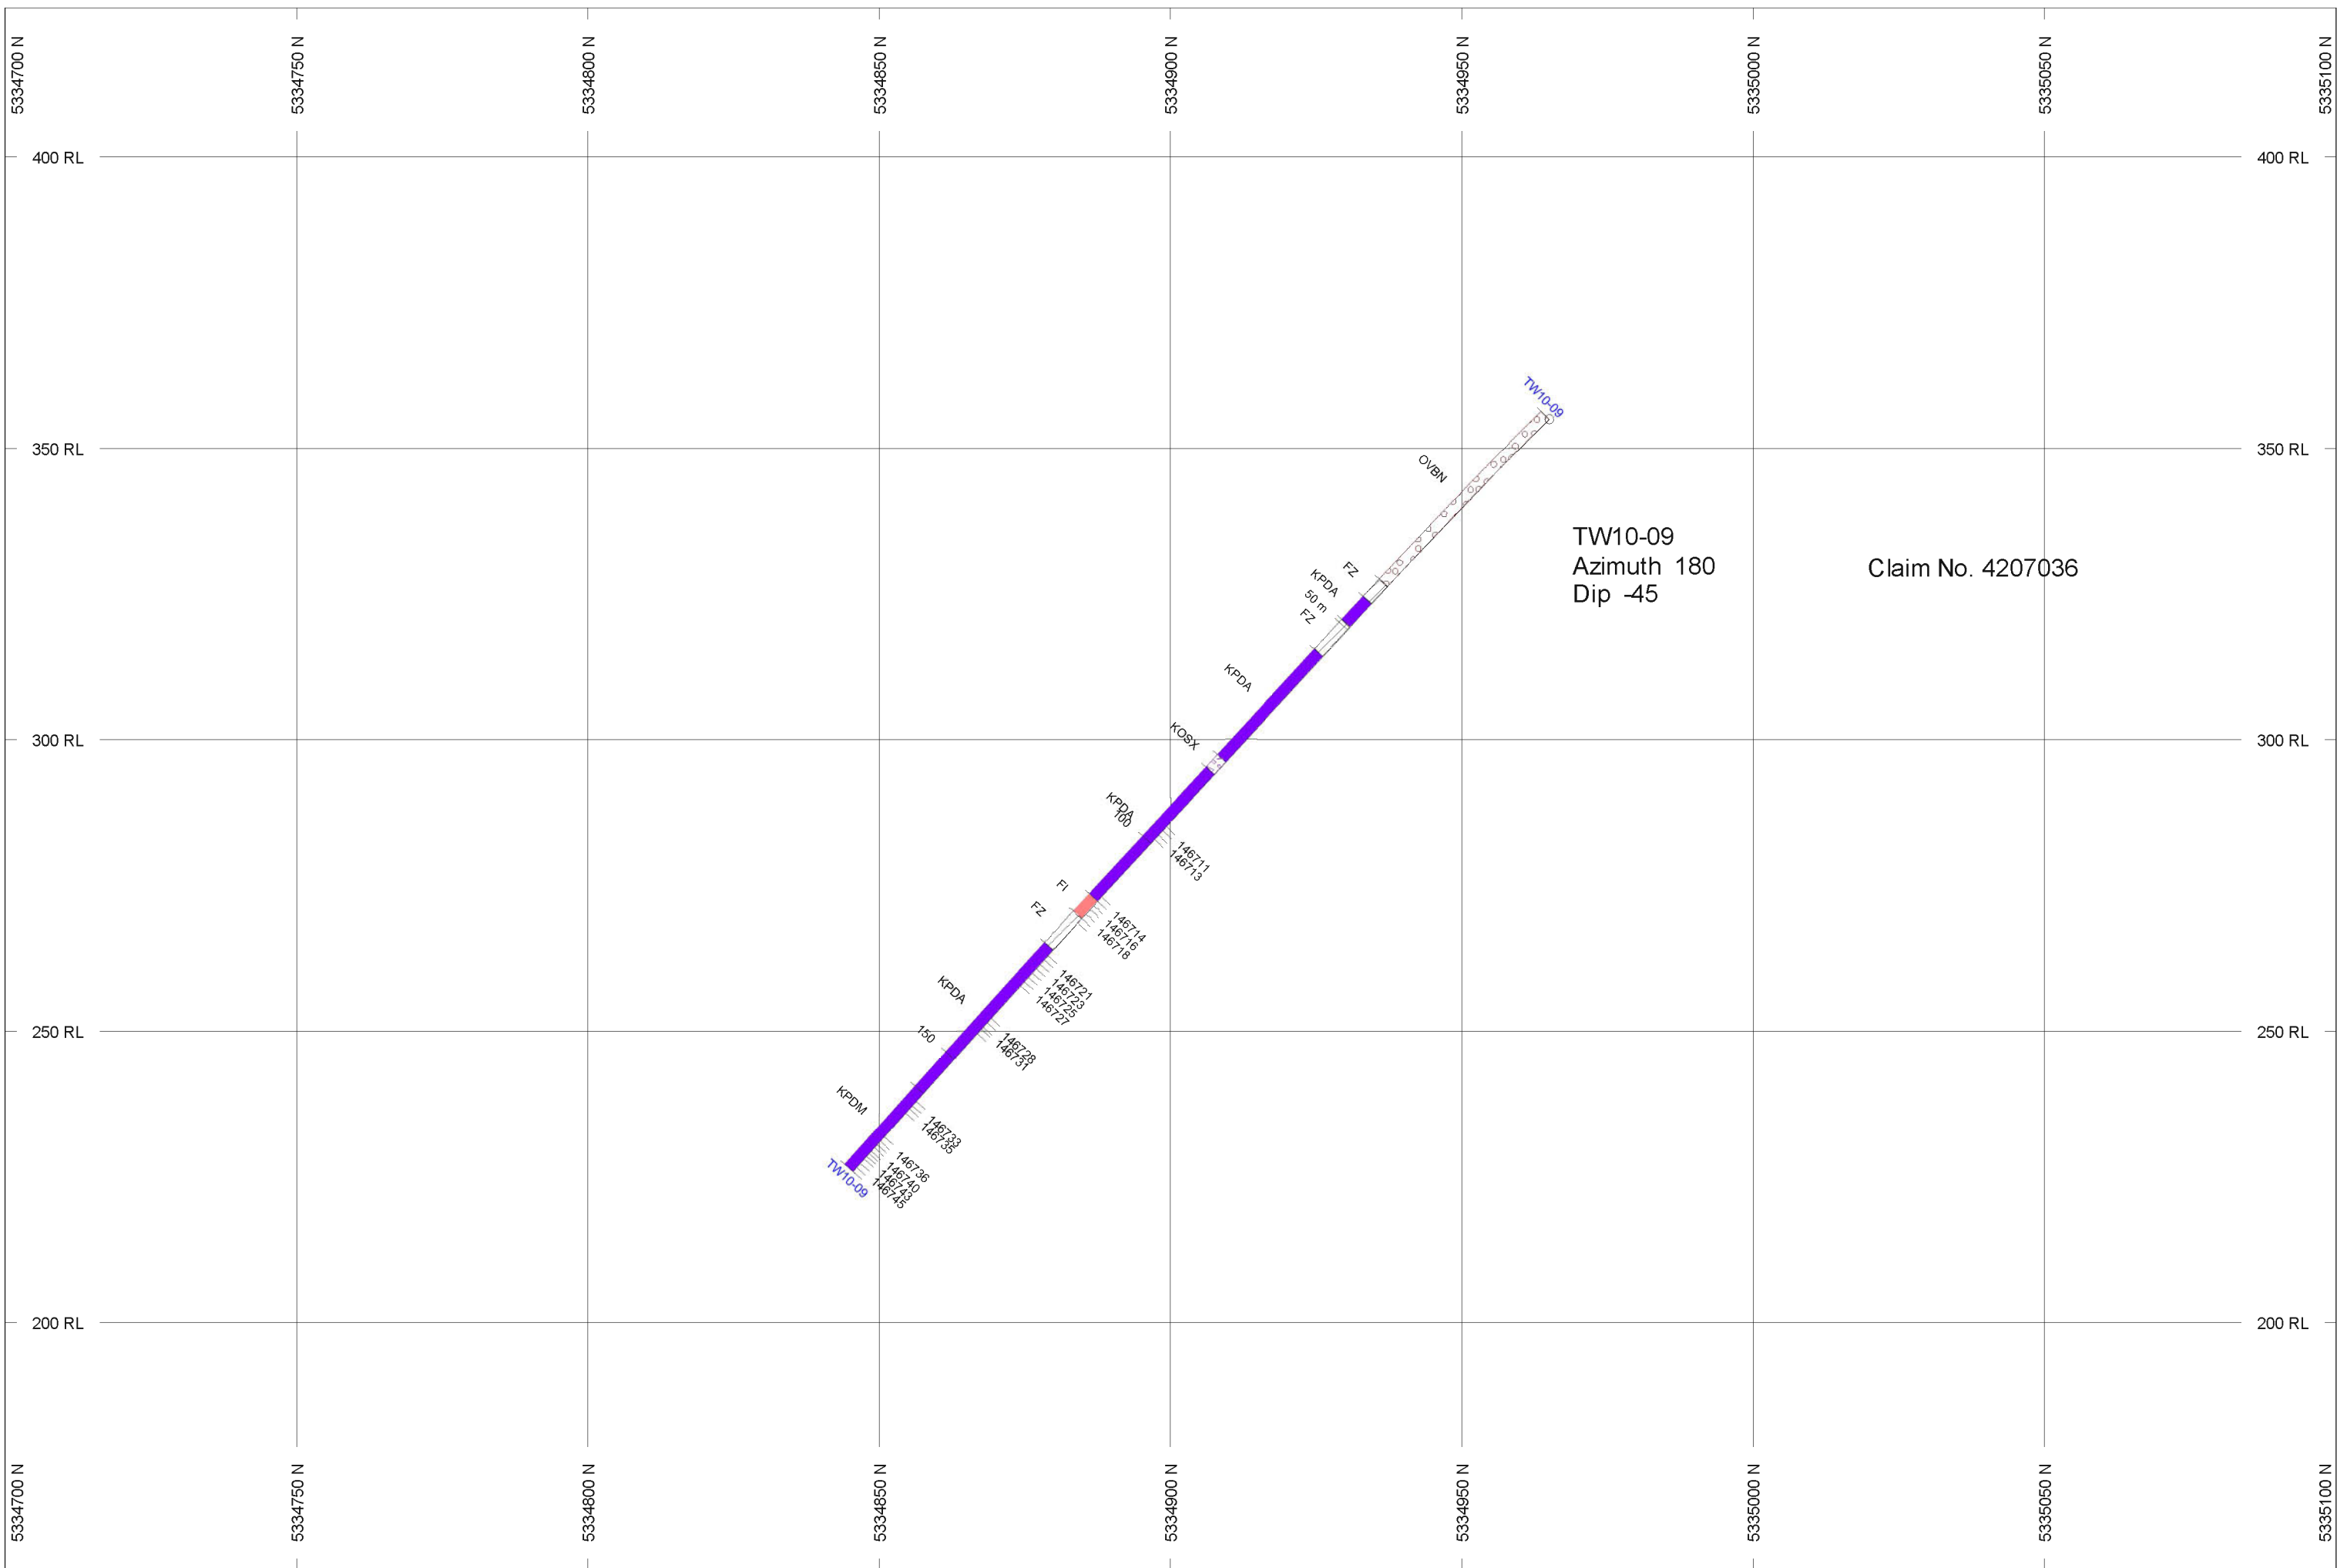 5334700 N
5334750 N
5334800 N
5334850 N
5334900 N
5334950 N
5335000 N
5335050 N
5335100 N
400 RL
400 RL
350 RL
350 RL
300 RL
300 RL
250 RL
250 RL
200 RL
200 RL
TW10-09
OVBN
FZ
KPDA
50 m
FZ
KPDA
KOSX
KPDA
100
FI
FZ
KPDA
150
KPDM
TW10-09
146711
146713
146714
146716
146718
146721
146723
146725
146727
146728
146731
146733
146735
146736
146740
146743
146745
TW10-09
Azimuth 180
Dip -45
Claim No. 4207036
5334700 N
5334750 N
5334800 N
5334850 N
5334900 N
5334950 N
5335000 N
5335050 N
5335100 N